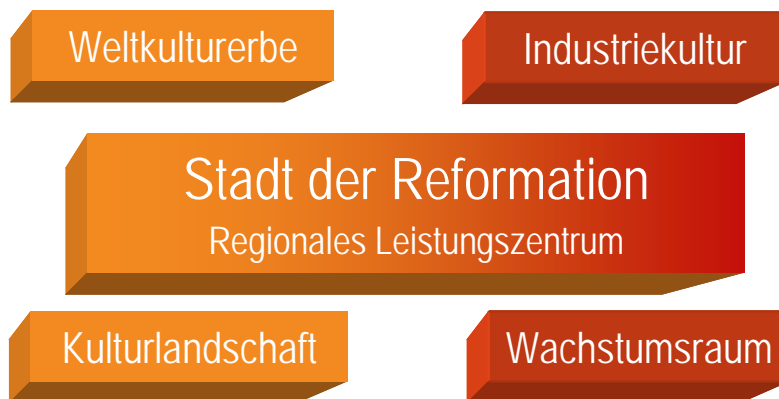 Weltkulturerbe
Industriekultur
Stadt der Reformation
Regionales Leistungszentrum
Kulturlandschaft
Wachstumsraum